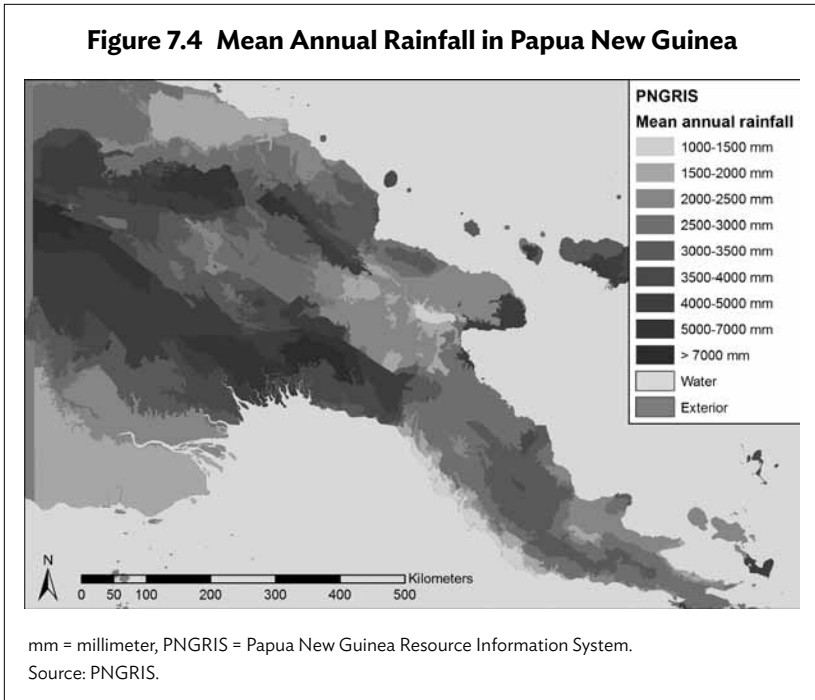 Figure 7.4 Mean Annual Rainfall in Papua New Guinea
PNGRIS
Mean annual rainfall
1000-1500 mm
1500-2000 mm
2000-2500 mm
2500-3000 mm
3000-3500 mm
3500-4000 mm
4000-5000 mm
5000-7000 mm
> 7000 mm
Water
Exterior
N
Kilometers
0 50 100 200 300 400 500
mm = millimeter, PNGRIS = Papua New Guinea Resource Information System.
Source: PNGRIS.